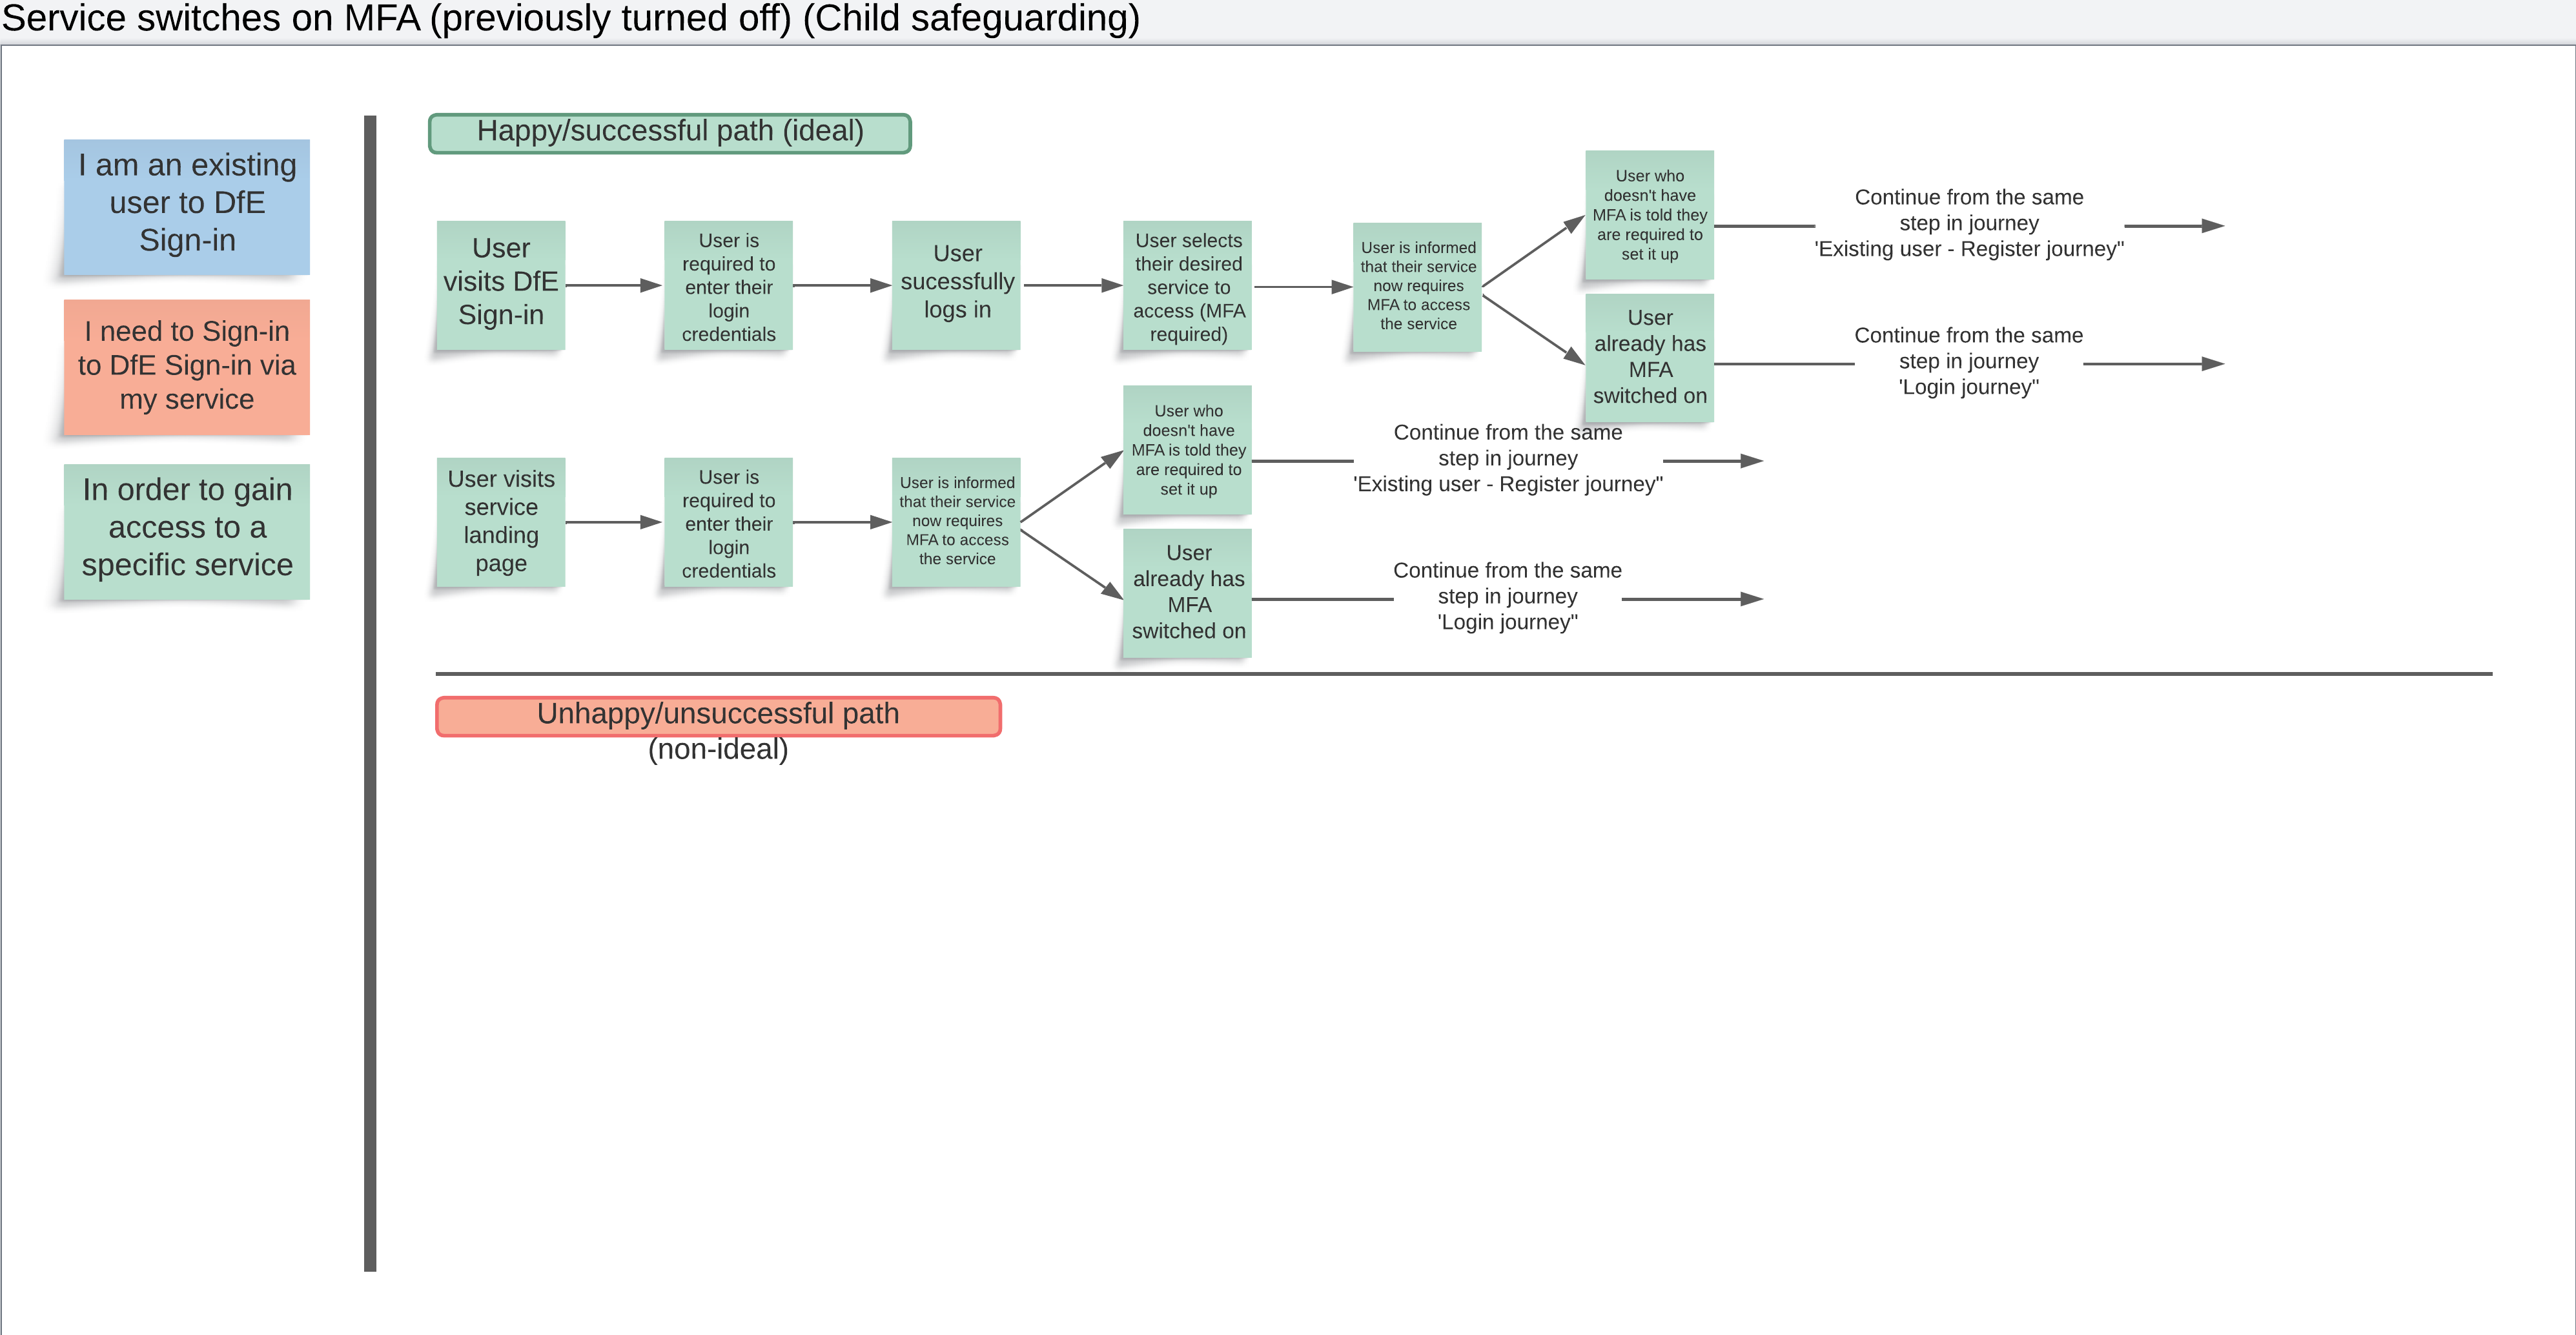 Service switches on MFA (previously turned off) (Child safeguarding)
I am an existing
user to DfE
Sign-in
I need to Sign-in
to DfE Sign-in via
my service
In order to gain
access to a
specific service
Happy/successful path (ideal)
User
visits DfE
Sign-in
User is
required to
enter their
login
credentials
User
sucessfully
logs in
User selects
their desired
service to
access (MFA
required)
User is informed
that their service
now requires
MFA to access
the service
User who
doesn't have
MFA is told they
are required to
set it up
Continue from the same
step in journey
'Existing user - Register journey"
User
already has
MFA
switched on
Continue from the same
step in journey
'Login journey"
User visits
service
landing
page
User is
required to
enter their
login
credentials
User is informed
that their service
now requires
MFA to access
the service
User who
doesn't have
MFA is told they
are required to
set it up
Continue from the same
step in journey
'Existing user - Register journey"
User
already has
MFA
switched on
Continue from the same
step in journey
'Login journey"
Unhappy/unsuccessful path
(non-ideal)